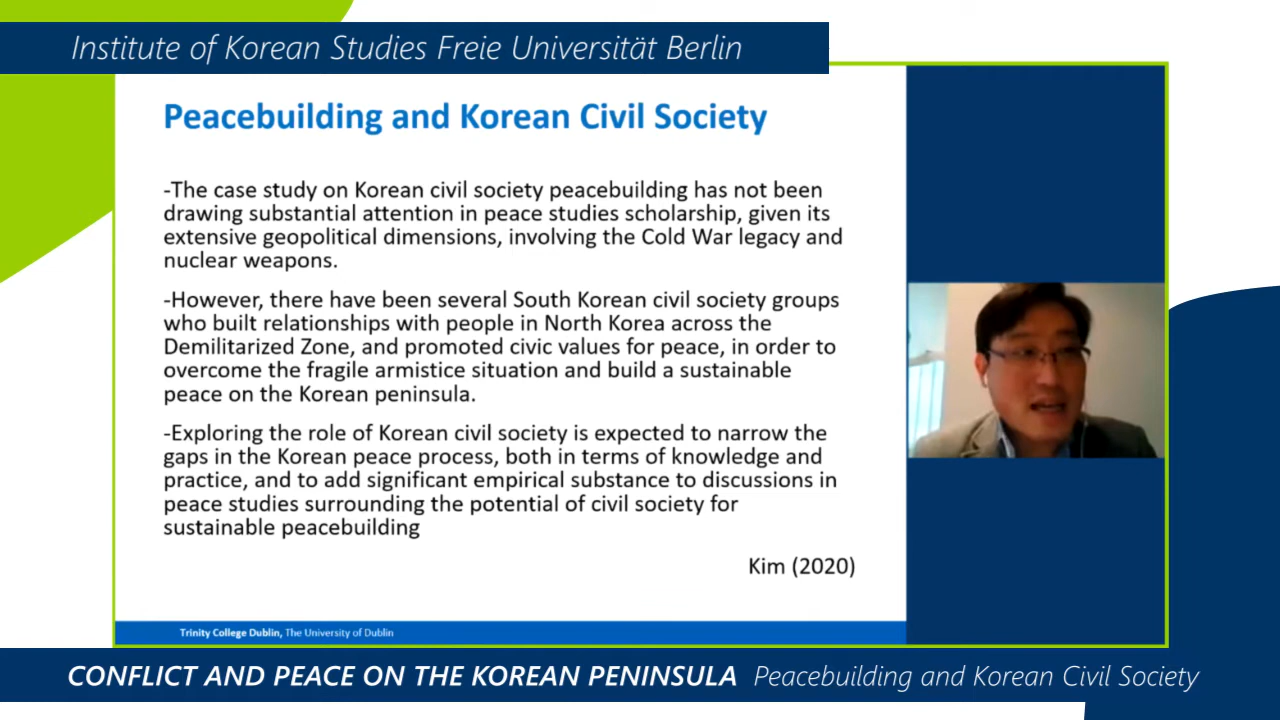 Institute of Korean Studies Freie Universität Berlin
Peacebuilding and Korean Civil Society
-The case study on Korean civil society peacebuilding has not been
drawing substantial attention in peace studies scholarship, given its
extensive geopolitical dimensions, involving the Cold War legacy and
nuclear weapons.
-However, there have been several South Korean civil society groups
who built relationships with people in North Korea across the
Demilitarized Zone, and promoted civic values for peace, in order to
overcome the fragile armistice situation and build a sustainable
peace on the Korean peninsula.
-Exploring the role of Korean civil society is expected to narrow the
gaps in the Korean peace process, both in terms of knowledge and
practice, and to add significant empirical substance to discussions in
peace studies surrounding the potential of civil society for
sustainable peacebuilding
Kim (2020)
Trinity College Dublin, The University of Dublin
CONFLICT AND PEACE ON THE KOREAN PENINSULA Peacebuilding and Korean Civil Society